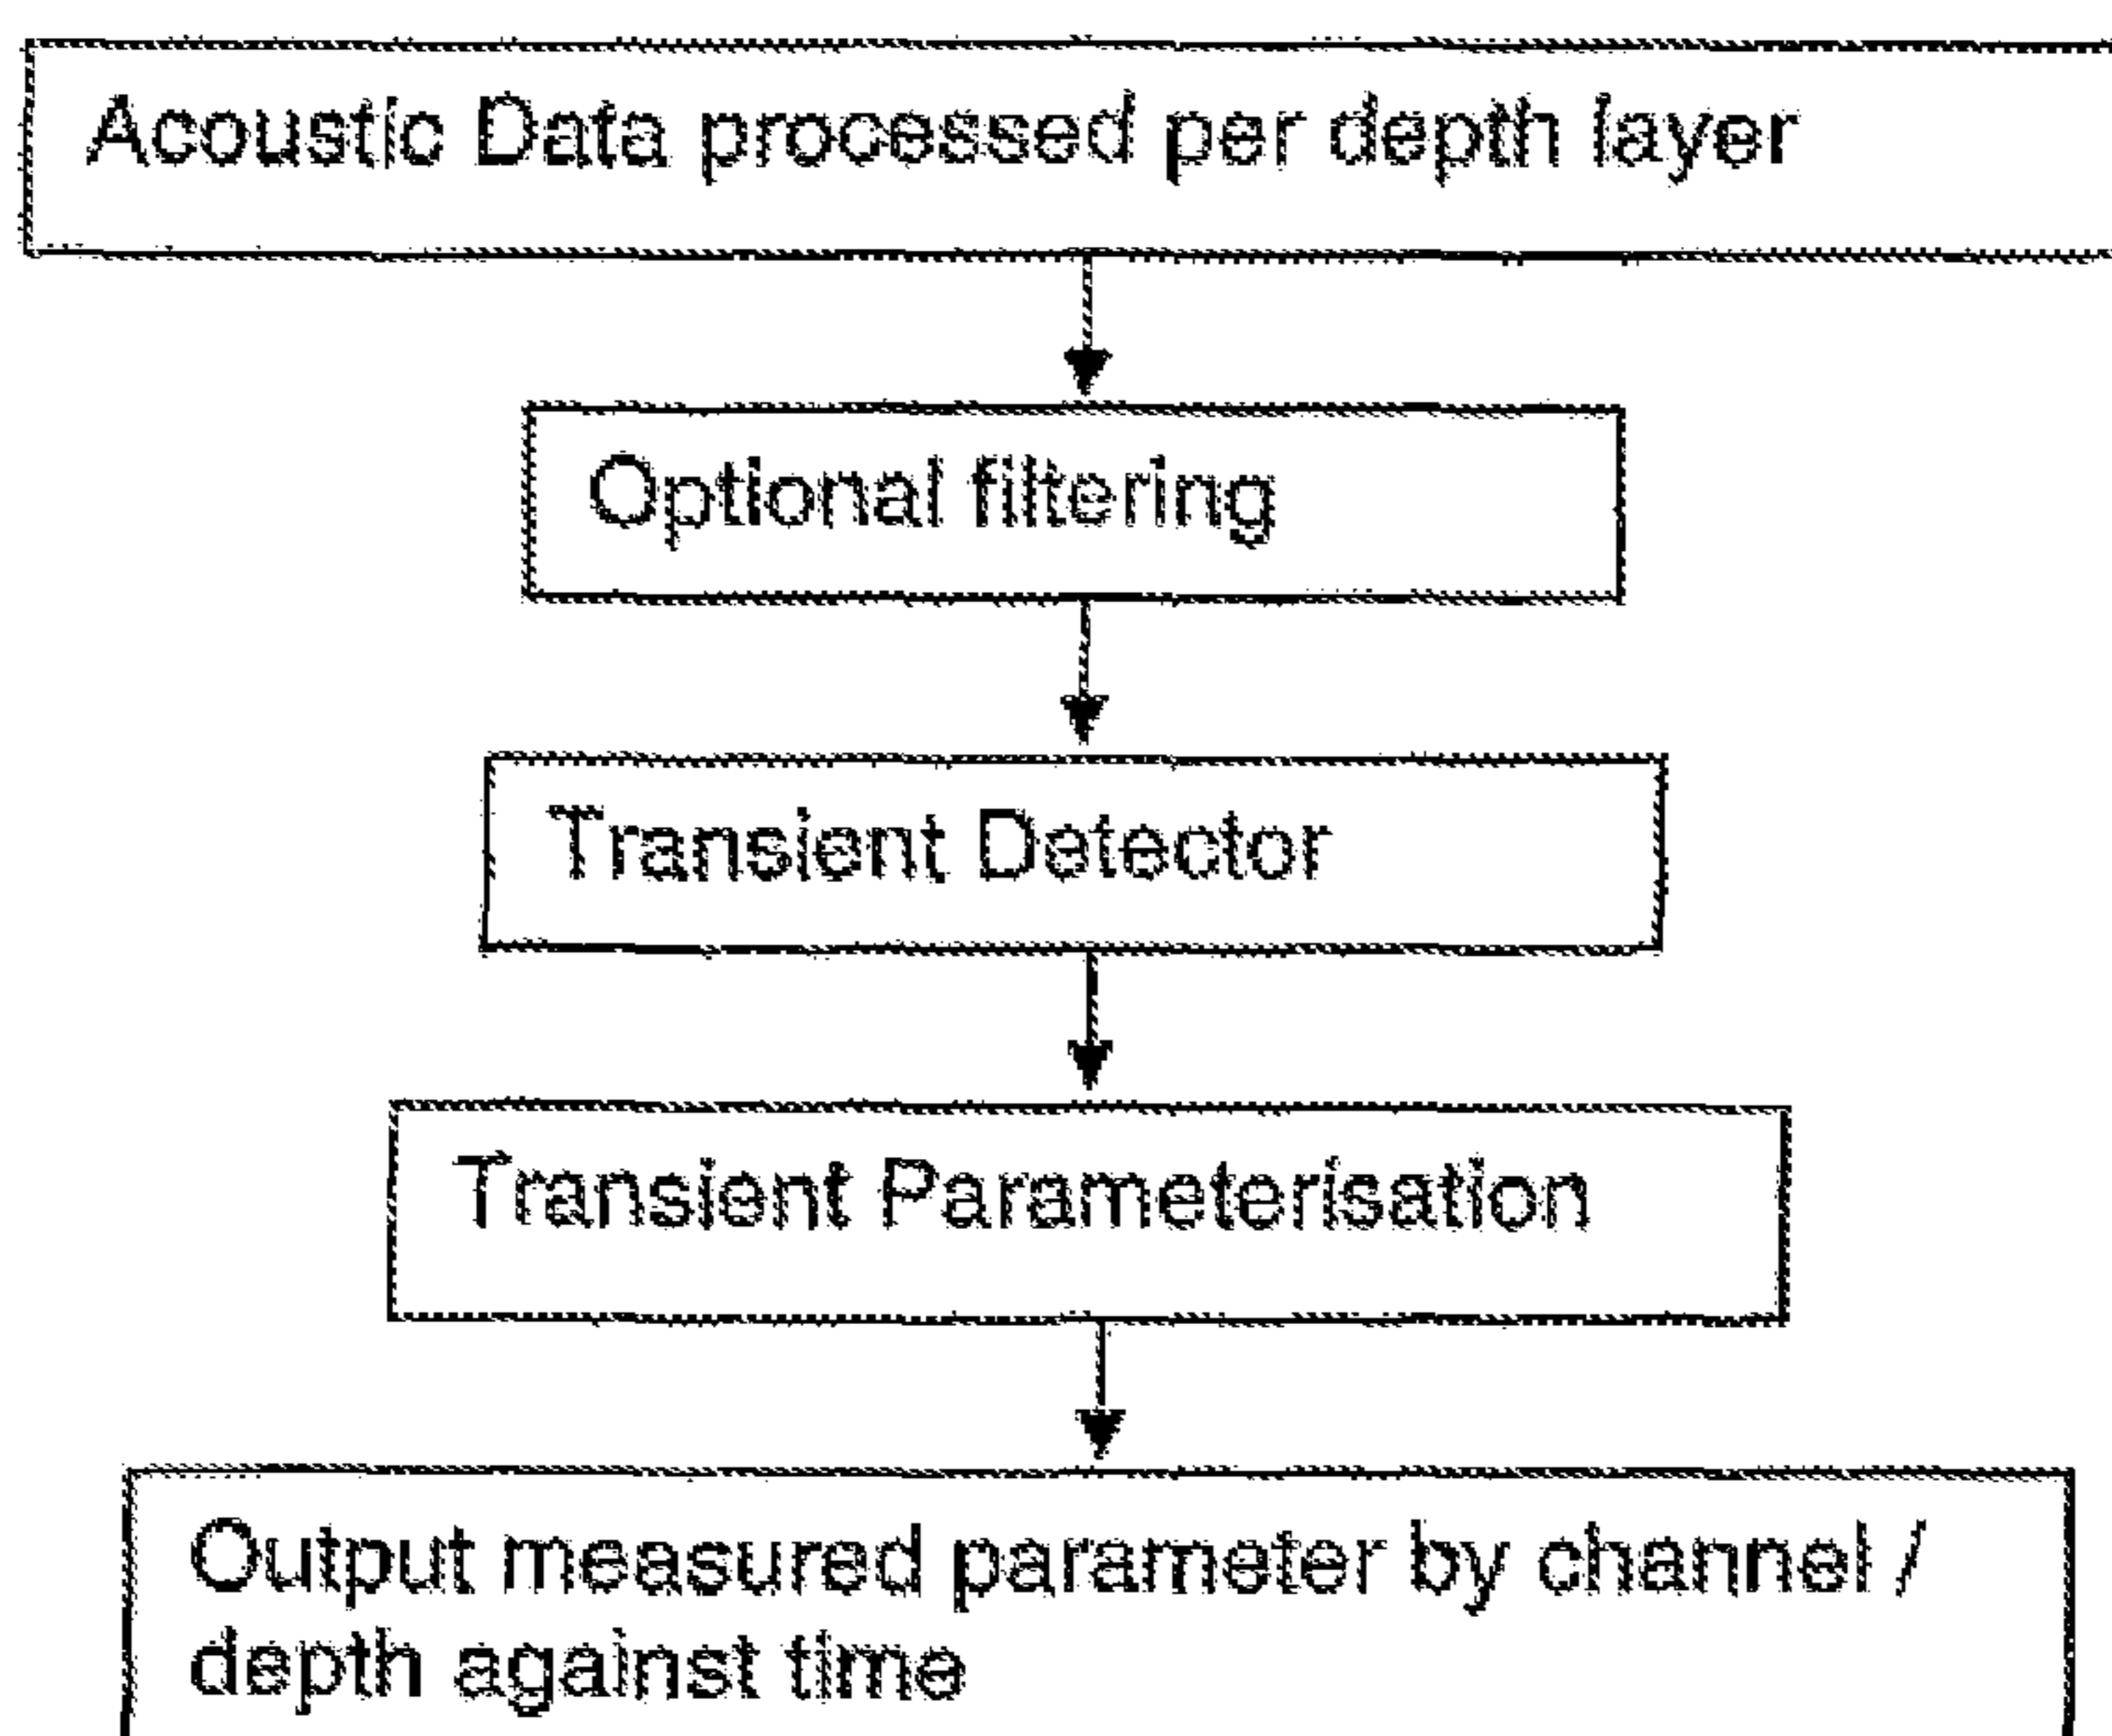 Acoustic Data processed per depth layer
Optional filtering
Transient Detector
Transient Parameterisation
Output measured parameter by channel /
depth against time